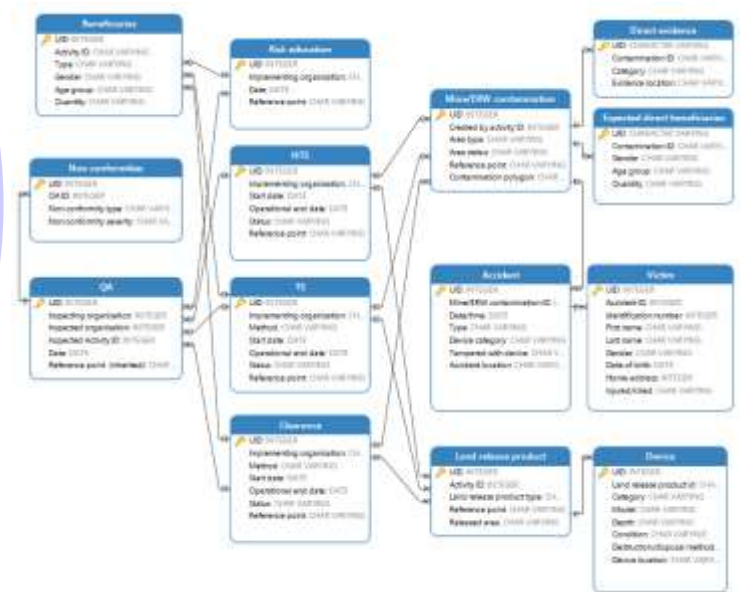 Beneficiaries
UID: INTEGER
Activity ID: CHAR VARYING
Type: CHAR VARYING
Gender: CHAR VARYING
Age group: CHAR VARYING
Quantity: CHAR VARYING
Non conformities
UID: INTEGER
QA ID: INTEGER
Non-conformity type: CHAR
Non-conformity severity: CHAR
QA
UID: INTEGER
Inspecting organisation: INTEGER
Inspected organisation: INTEGER
Inspected Activity ID: INTEGER
Date: DATE
Reference point (inherited): CHAR
Risk education
UID: INTEGER
Implementing organisation:
Date: DATE
Reference point: CHAR VARYING
NTS
UID: INTEGER
Implementing organisation:
Start date: DATE
Operational end date: DATE
Status: CHAR VARYING
Reference point: CHAR VARYING
TS
UID: INTEGER
Implementing organisation:
Method: CHAR VARYING
Start date: DATE
Operational end date: DATE
Status: CHAR VARYING
Reference point: CHAR VARYING
Clearance
UID: INTEGER
Implementing organisation:
Method: CHAR VARYING
Start date: DATE
Operational end date: DATE
Status: CHAR VARYING
Reference point: CHAR VARYING
Mine/ERW contamination
UID: INTEGER
Created by activity ID: INTEGER
Area type: CHAR VARYING
Area status: CHAR VARYING
Reference point: CHAR VARYING
Contamination polygon: CHAR
Accident
UID: INTEGER
Mine/ERW contamination ID:
Date/time: DATE
Type: CHAR VARYING
Device category: CHAR VARYING
Tampered with device:
Accident location: CHAR
Land release product
UID: INTEGER
Activity ID: INTEGER
Land release product type:
Reference point: CHAR VARYING
Released area: CHAR VARYING
Direct evidence
UID: CHARACTER VARYING
Contamination ID: CHAR
Category: CHAR VARYING
Evidence location: CHAR
Expected direct beneficiaries
UID: CHARACTER VARYING
Contamination ID: CHAR
Gender: CHAR VARYING
Age group: CHAR VARYING
Quantity: CHAR VARYING
Victim
UID: INTEGER
Accident ID: INTEGER
Identification number: INTEGER
First name: CHAR VARYING
Last name: CHAR VARYING
Gender: CHAR VARYING
Date of birth: DATE
Home address: INTEGER
Injured/killed: CHAR VARYING
Device
UID: INTEGER
Land release product id:
Category: CHAR VARYING
Model: CHAR VARYING
Depth: CHAR VARYING
Condition: CHAR VARYING
Destruction/disposal method:
Device location: CHAR